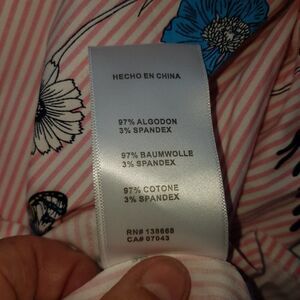 HECHO EN CHINA
97% ALGODON
3% SPANDEX
97% BAUMWOLLE
3% SPANDEX
97% COTONE
3% SPANDEX
RN# 138668
CA# 07043